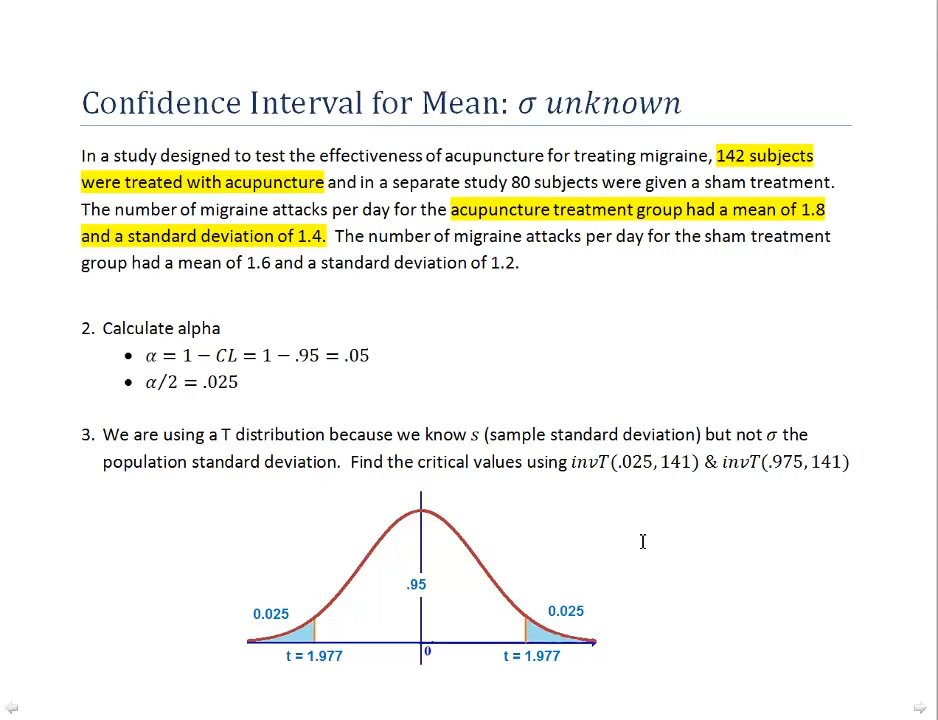 Confidence Interval for Mean: σ unknown
In a study designed to test the effectiveness of acupuncture for treating migraine, 142 subjects
were treated with acupuncture and in a separate study 80 subjects were given a sham treatment.
The number of migraine attacks per day for the acupuncture treatment group had a mean of 1.8
and a standard deviation of 1.4. The number of migraine attacks per day for the sham treatment
group had a mean of 1.6 and a standard deviation of 1.2.
2. Calculate alpha
• α = 1 − CL = 1 − .95 = .05
• α/2 = .025
3. We are using a T distribution because we know s (sample standard deviation) but not σ the
population standard deviation. Find the critical values using invT(.025, 141) & invT(.975, 141)
.95
0.025
0.025
0
t = 1.977
t = 1.977